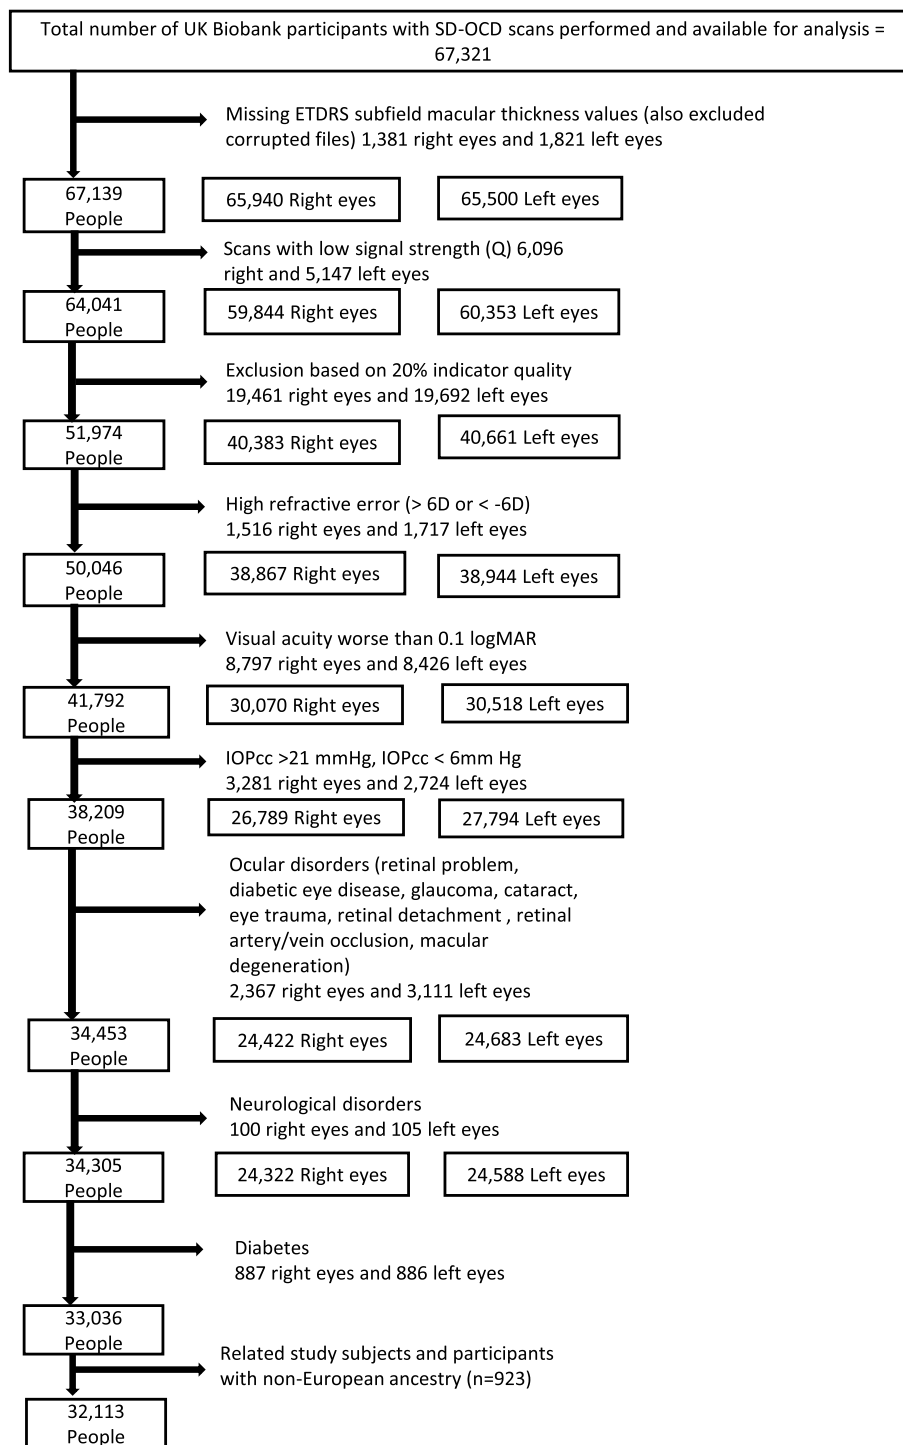 Total number of UK Biobank participants with SD-OCD scans performed and available for analysis =
67,321
Missing ETDRS subfield macular thickness values (also excluded
corrupted files) 1,381 right eyes and 1,821 left eyes
67,139
People
65,940 Right eyes
65,500 Left eyes
Scans with low signal strength (Q) 6,096
right and 5,147 left eyes
64,041
People
59,844 Right eyes
60,353 Left eyes
Exclusion based on 20% indicator quality
19,461 right eyes and 19,692 left eyes
51,974
People
40,383 Right eyes
40,661 Left eyes
High refractive error (> 6D or < -6D)
1,516 right eyes and 1,717 left eyes
50,046
People
38,867 Right eyes
38,944 Left eyes
Visual acuity worse than 0.1 logMAR
8,797 right eyes and 8,426 left eyes
41,792
People
30,070 Right eyes
30,518 Left eyes
IOPcc >21 mmHg, IOPcc < 6mm Hg
3,281 right eyes and 2,724 left eyes
38,209
People
26,789 Right eyes
27,794 Left eyes
Ocular disorders (retinal problem,
diabetic eye disease, glaucoma, cataract,
eye trauma, retinal detachment , retinal
artery/vein occlusion, macular
degeneration)
2,367 right eyes and 3,111 left eyes
34,453
People
24,422 Right eyes
24,683 Left eyes
Neurological disorders
100 right eyes and 105 left eyes
34,305
People
24,322 Right eyes
24,588 Left eyes
Diabetes
887 right eyes and 886 left eyes
33,036
People
Related study subjects and participants
with non-European ancestry (n=923)
32,113
People